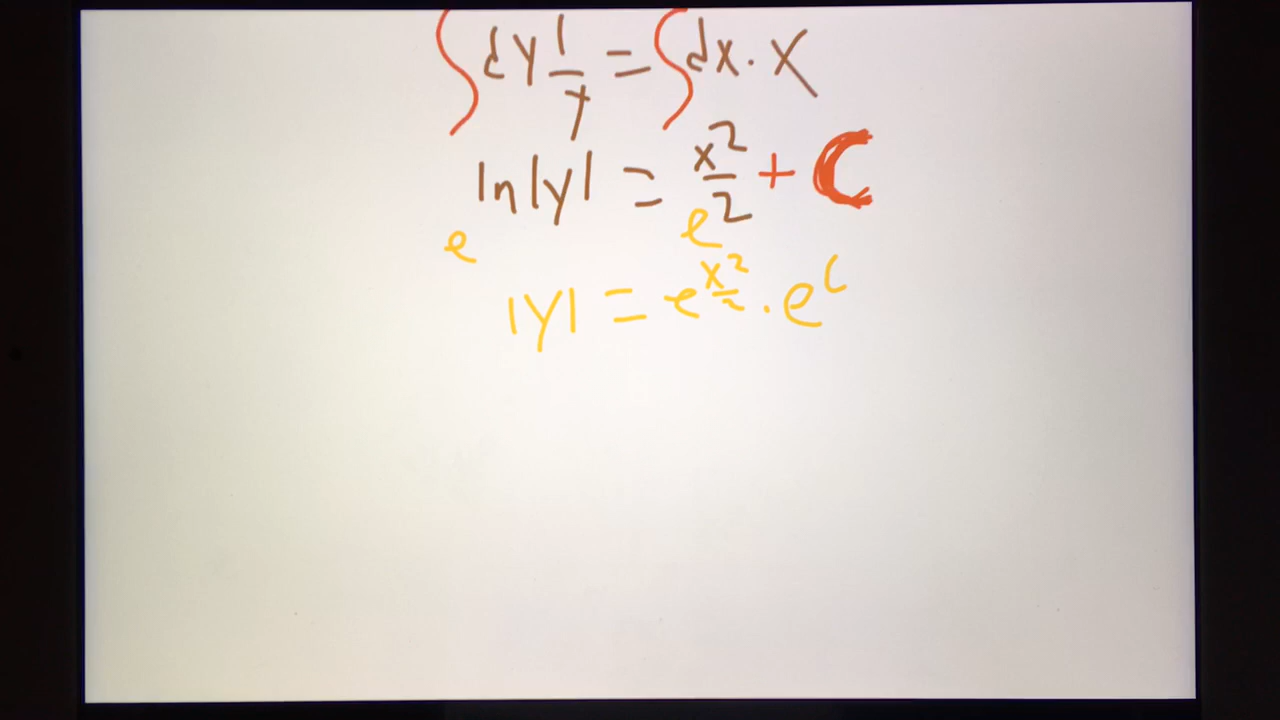 ∫ dy 1/y = ∫ dx · x
ln|y| = x²/2 + C
e e
|y| = e^(x²/2) · e^C